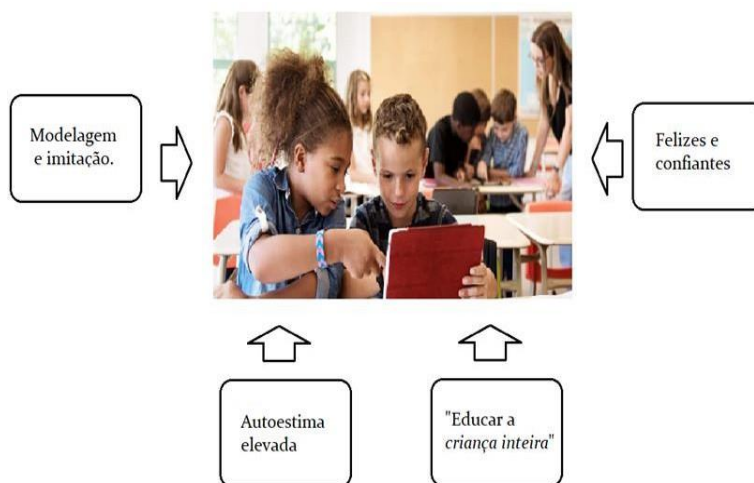 Modelagem
e imitação.
Felizes e
confiantes
Autoestima
elevada
"Educar a
criança inteira"